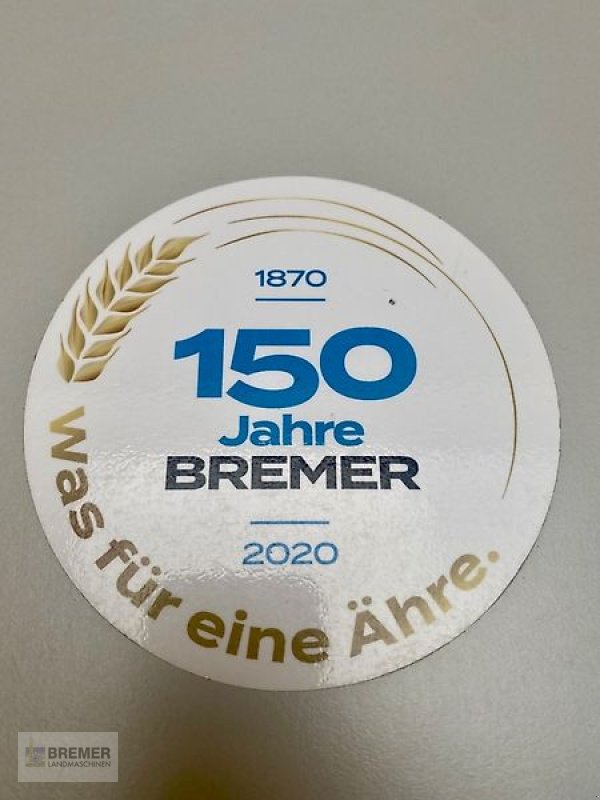 1870
150
Jahre
BREMER
2020
was für eine Ähre.
BREMER
LANDMASCHINEN